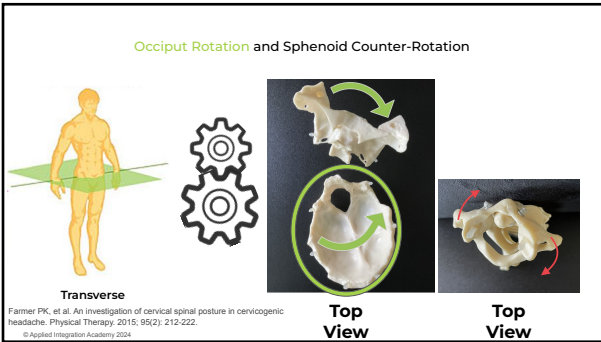 Occiput Rotation and Sphenoid Counter-Rotation
Transverse
Farmer PK, et al. An investigation of cervical spinal posture in cervicogenic
headache. Physical Therapy. 2015; 95(2): 212-222.
© Applied Integration Academy 2024
Top
View
Top
View